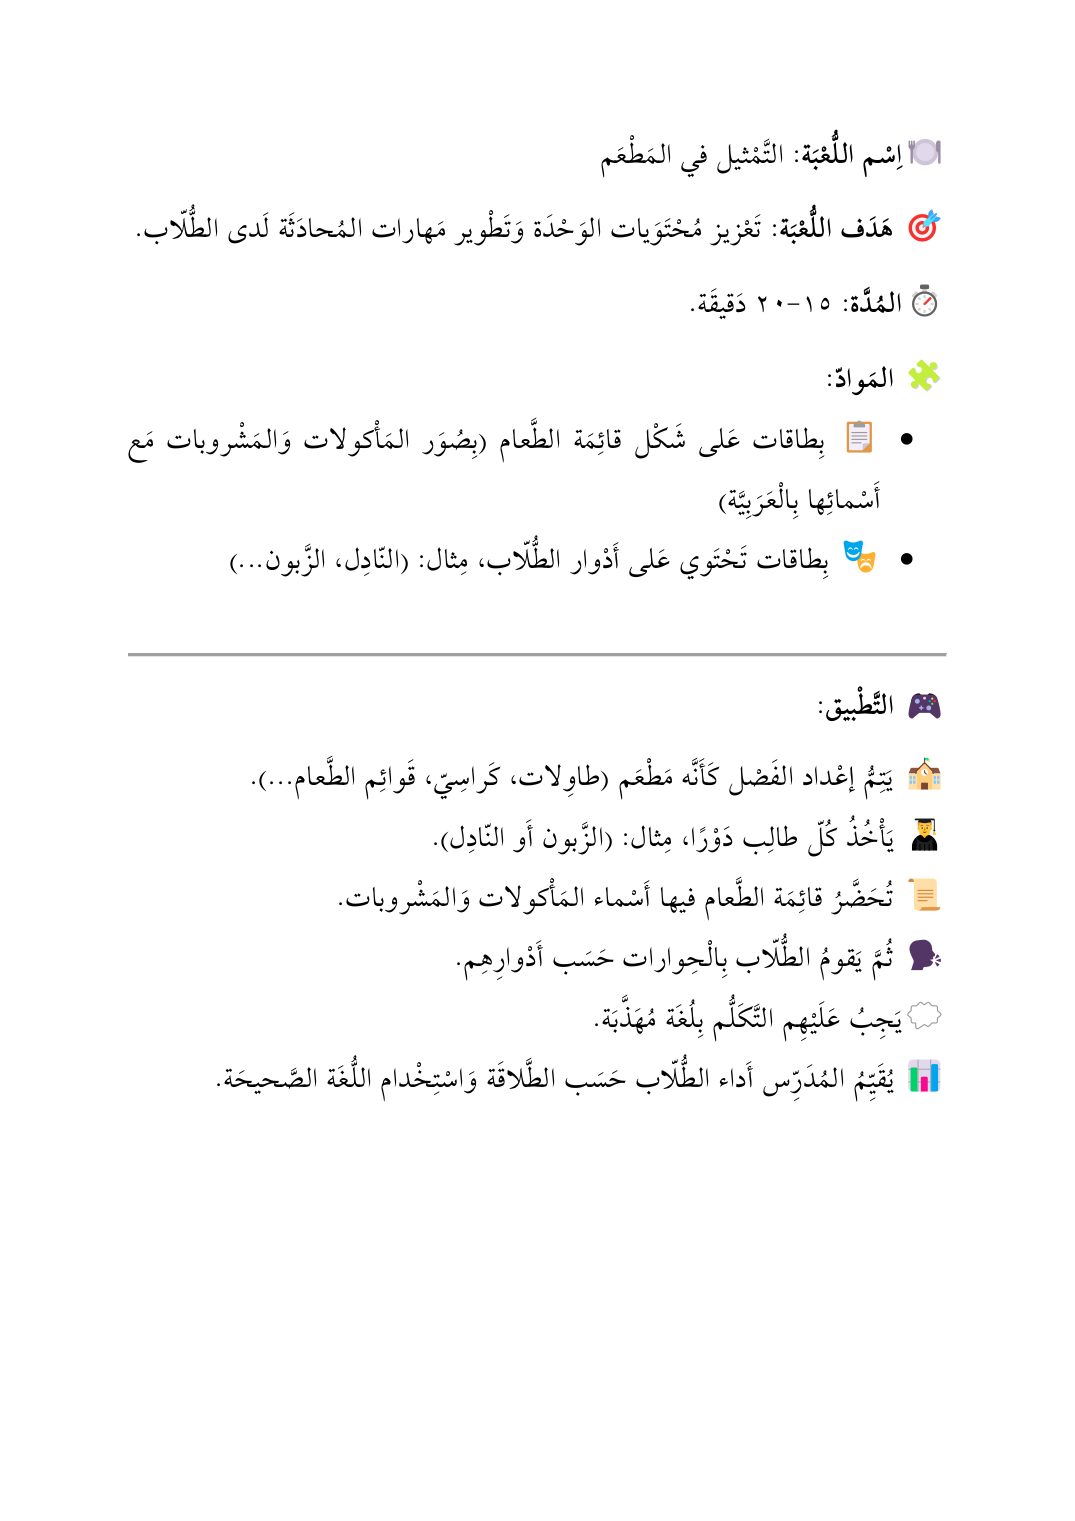 🍽️ اِسْم اللُّعْبَة: التَّمْثيل في المَطْعَم
🎯 هَدَف اللُّعْبَة: تَعْزيز مُحْتَوَيات الوَحْدَة وَتَطْوير مَهارات المُحادَثَة لَدى الطُّلّاب.
⏱️ المُدَّة: ١٥-٢٠ دَقيقَة.
🧩 المَوادّ:
• 📋 بِطاقات عَلى شَكْل قائِمَة الطَّعام (بِصُوَر المَأْكولات وَالمَشْروبات مَع
أَسْمائِها بِالْعَرَبِيَّة)
• 🎭 بِطاقات تَحْتَوي عَلى أَدْوار الطُّلّاب، مِثال: (النّادِل، الزَّبون...)
🎮 التَّطْبيق:
🏫 يَتِمُّ إعْداد الفَصْل كَأَنَّه مَطْعَم (طاوِلات، كَراسِيّ، قَوائِم الطَّعام...).
👨‍🎓 يَأْخُذُ كُلّ طالِب دَوْرًا، مِثال: (الزَّبون أَو النّادِل).
📜 تُحَضَّرُ قائِمَة الطَّعام فيها أَسْماء المَأْكولات وَالمَشْروبات.
🗣️ ثُمَّ يَقومُ الطُّلّاب بِالْحِوارات حَسَب أَدْوارِهِم.
💭 يَجِبُ عَلَيْهِم التَّكَلُّم بِلُغَة مُهَذَّبَة.
📊 يُقَيِّمُ المُدَرِّس أَداء الطُّلّاب حَسَب الطَّلاقَة وَاسْتِخْدام اللُّغَة الصَّحيحَة.